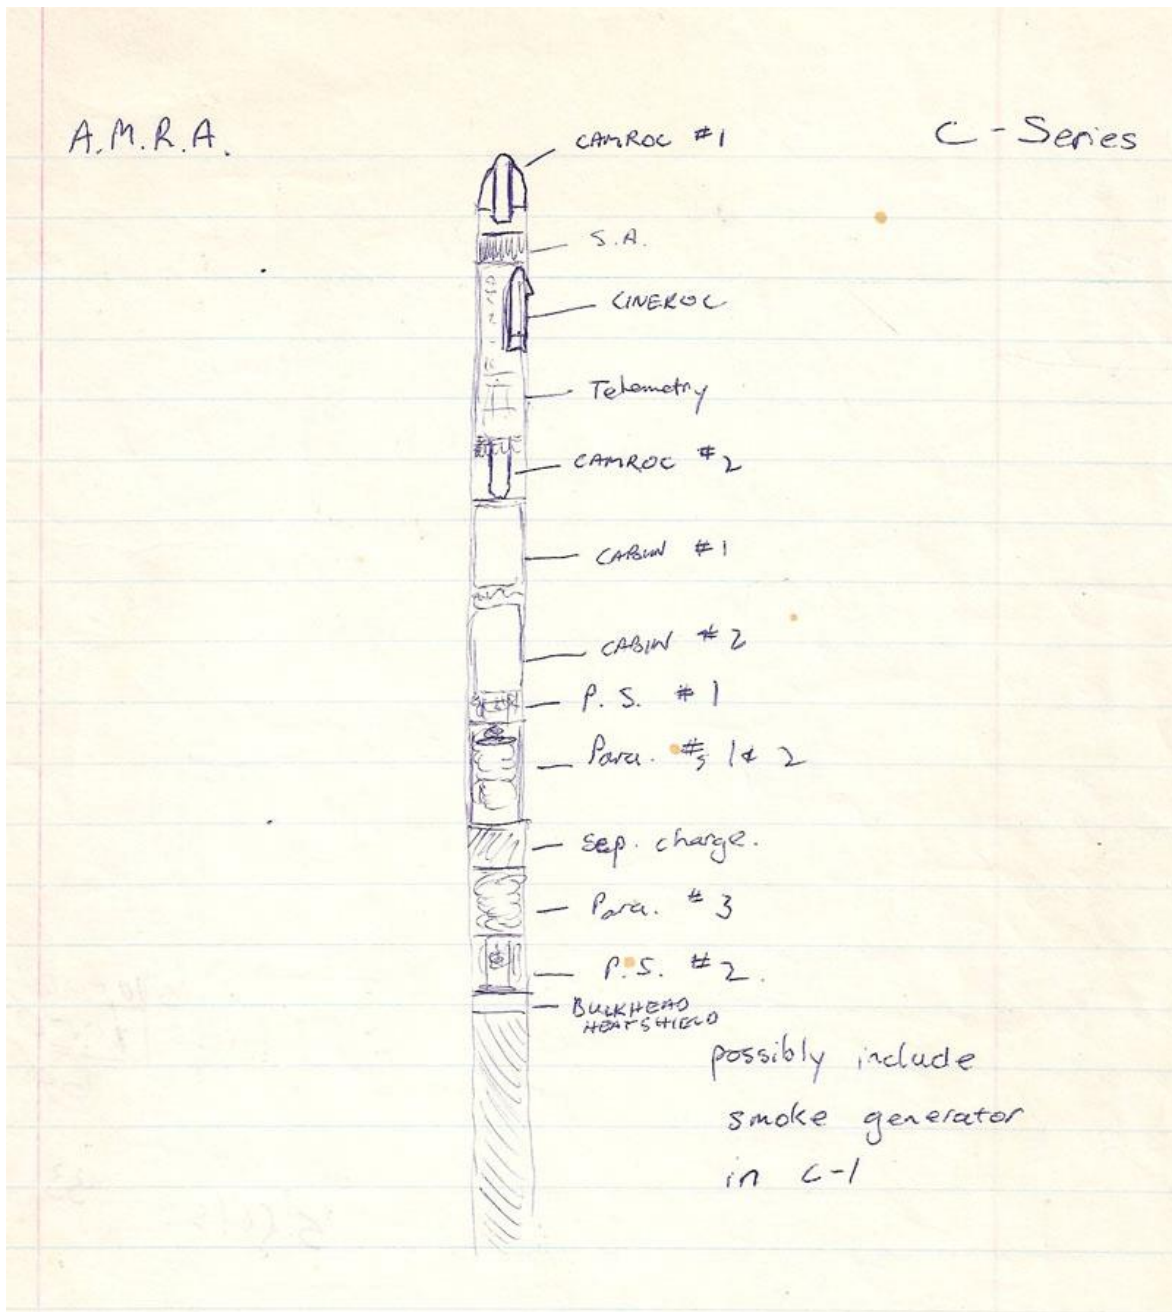 A.M.R.A.
C-Series
CAMROC #1
S.A.
CINEROC
Telemetry
CAMROC #2
CABIN #1
CABIN #2
P. S. #1
Para. #s 1 & 2
Sep. charge.
Para. #3
P.S. #2.
BULKHEAD
HEATSHIELD
possibly include
smoke generator
in C-1